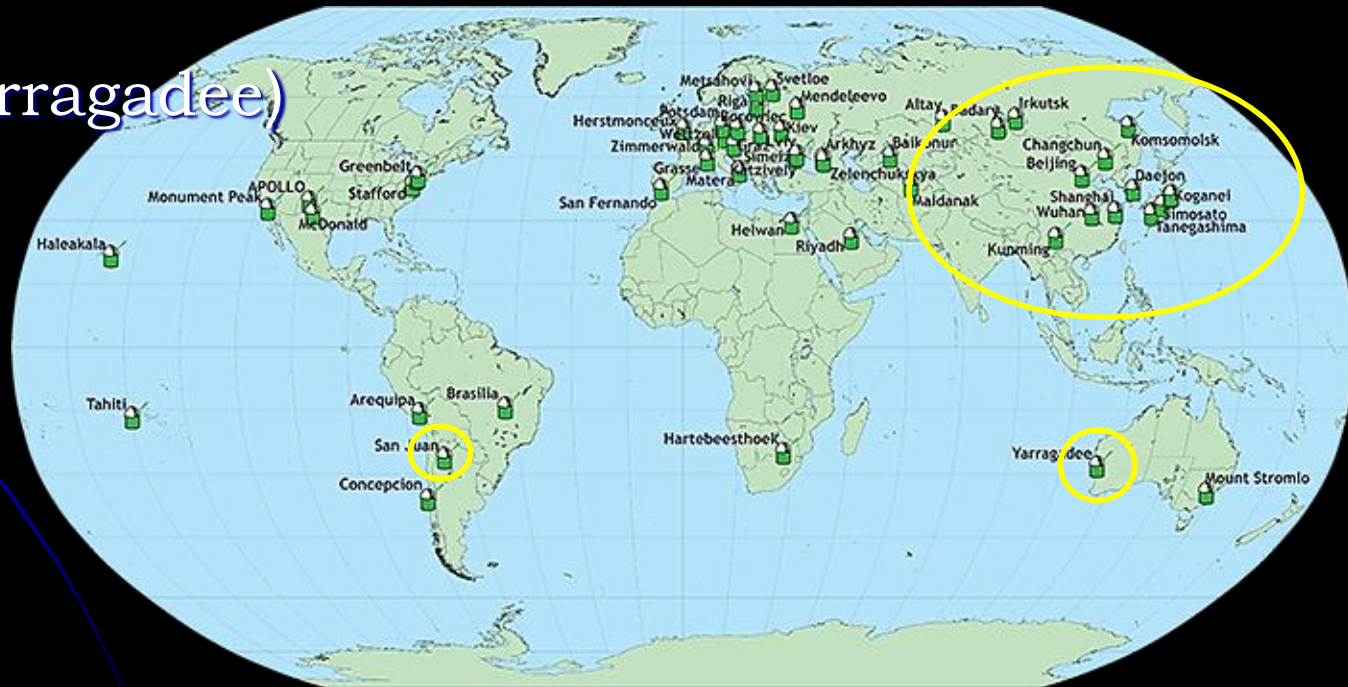 rragadee)
Metsahovi
Svetloe
Riga
Mendeleevo
Potsdam
Herstmonceux
Kiev
Zimmerwald
Graz
Simeiz
Arkhyz
Baikonur
Grasse
Katzively
Zelenchukskaya
Matera
San Fernando
Maidanak
Altay
Badary
Irkutsk
Komsomolsk
Changchun
Beijing
Daejon
Koganei
Shanghai
Simosato
Wuhan
Tanegashima
Kunming
Helwan
Riyadh
Greenbelt
Stafford
APOLLO
Monument Peak
McDonald
Haleakala
Tahiti
Arequipa
Brasilia
San Juan
Concepcion
Hartebeesthoek
Yarragadee
Mount Stromlo